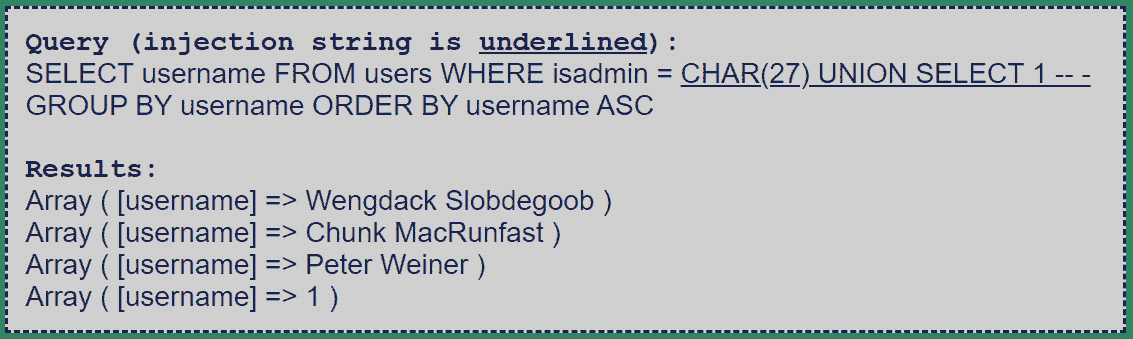 Query (injection string is underlined):
SELECT username FROM users WHERE isadmin = CHAR(27) UNION SELECT 1 -- -
GROUP BY username ORDER BY username ASC
Results:
Array ( [username] => Wengdack Slobdegoob )
Array ( [username] => Chunk MacRunfast )
Array ( [username] => Peter Weiner )
Array ( [username] => 1 )